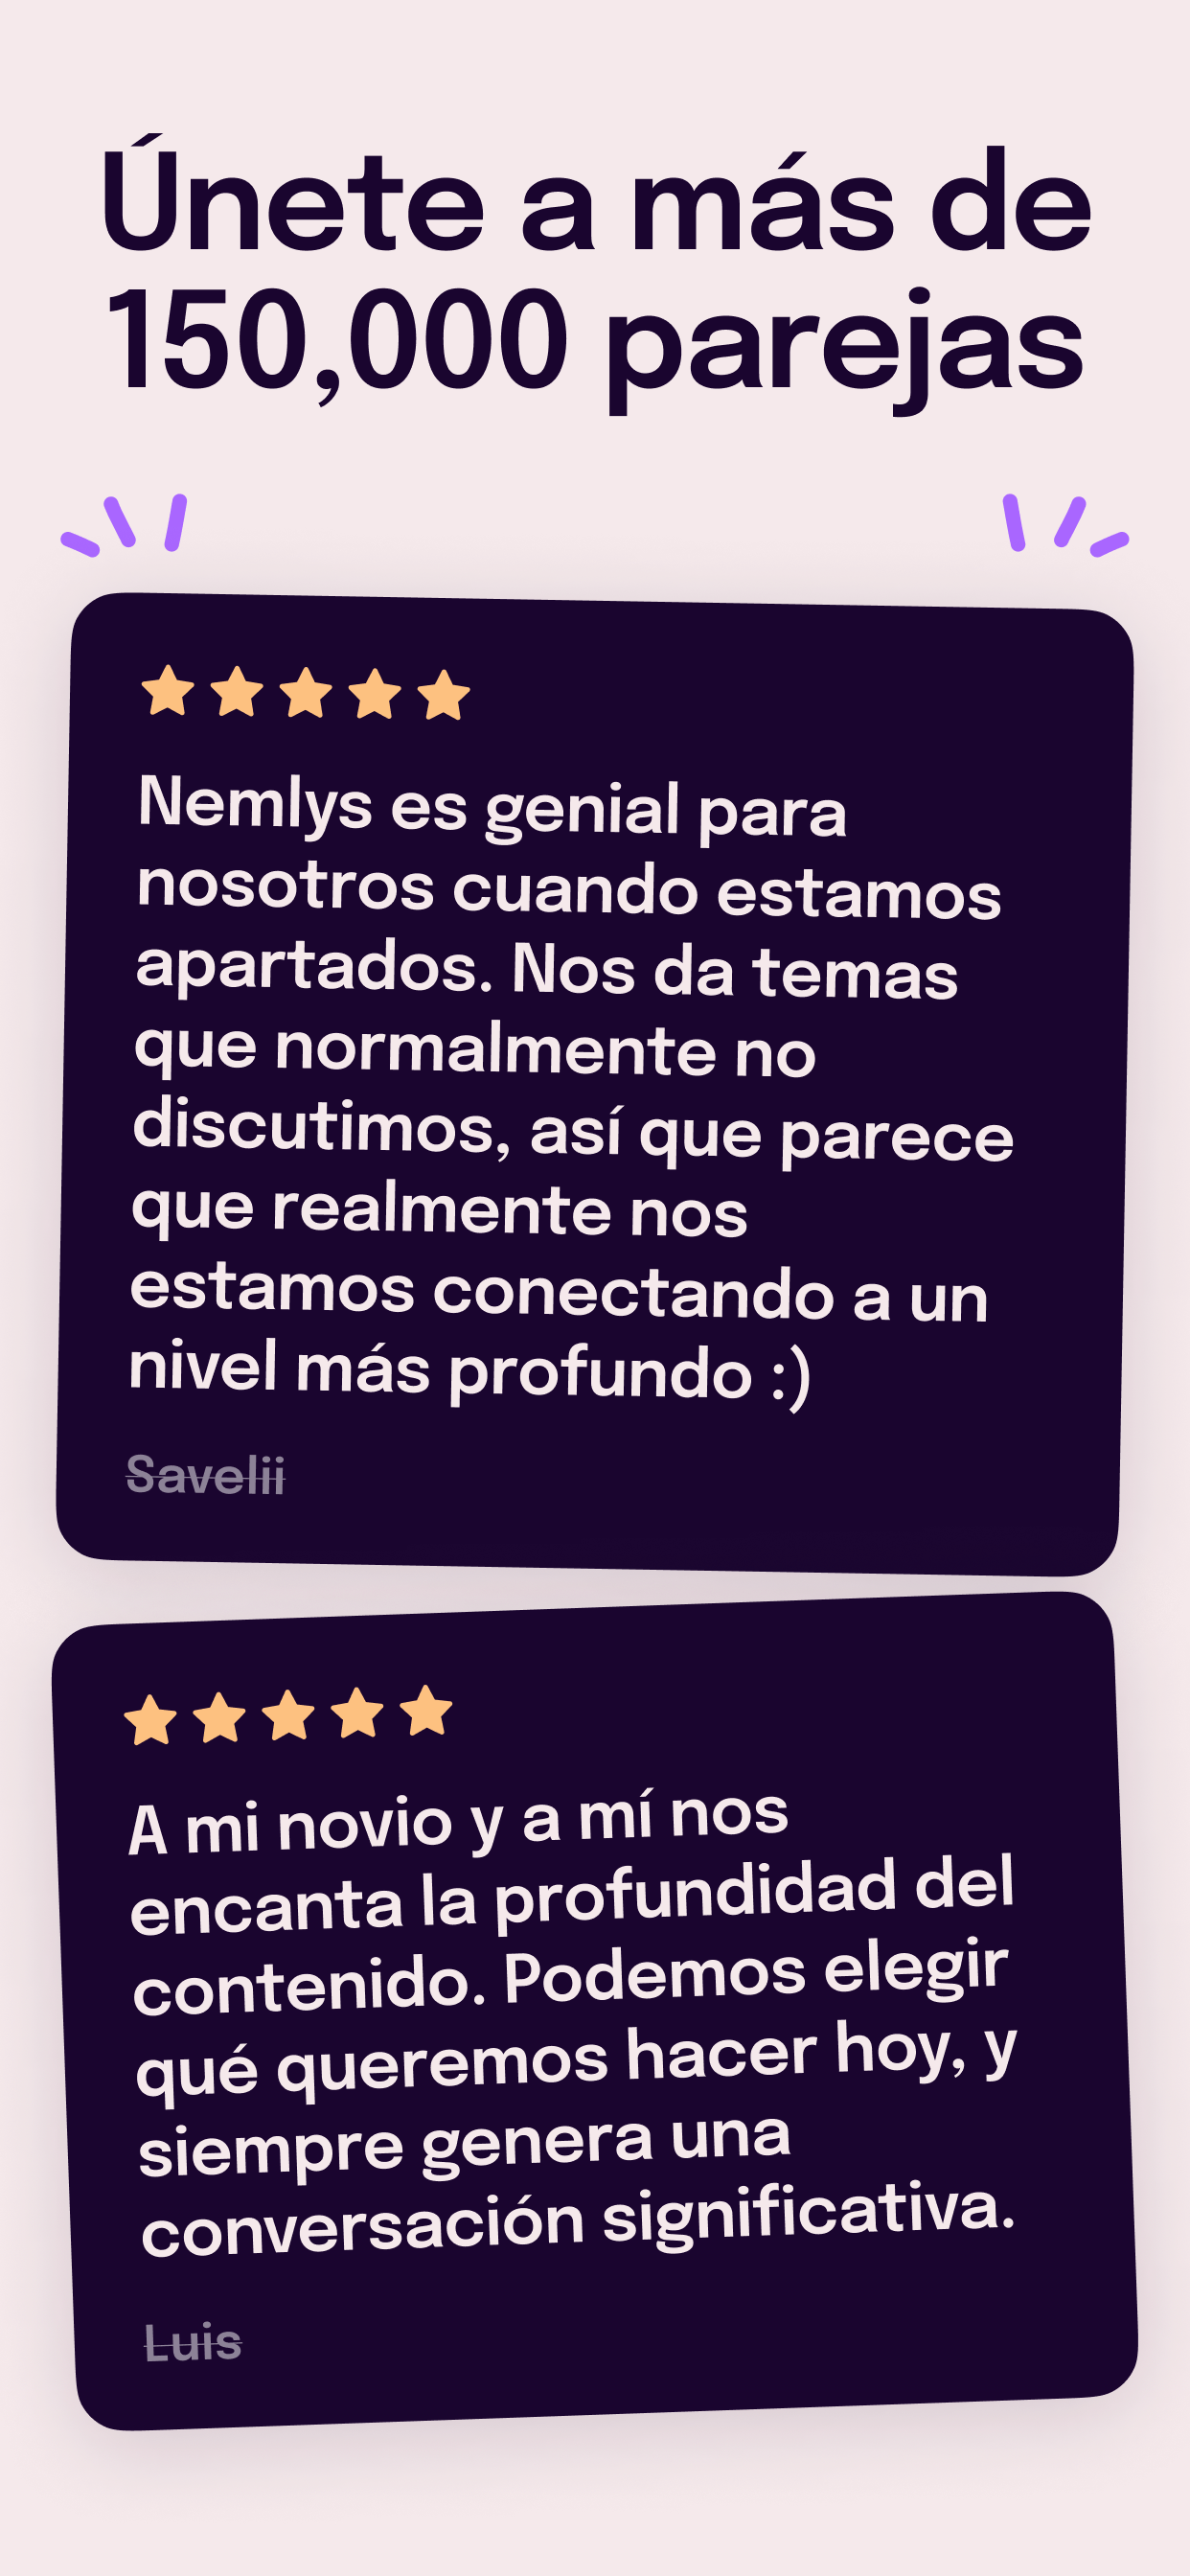 Únete a más de
150,000 parejas
Nemlys es genial para
nosotros cuando estamos
apartados. Nos da temas
que normalmente no
discutimos, así que parece
que realmente nos
estamos conectando a un
nivel más profundo :)
Savelii
A mi novio y a mí nos
encanta la profundidad del
contenido. Podemos elegir
qué queremos hacer hoy, y
siempre genera una
conversación significativa.
Luis